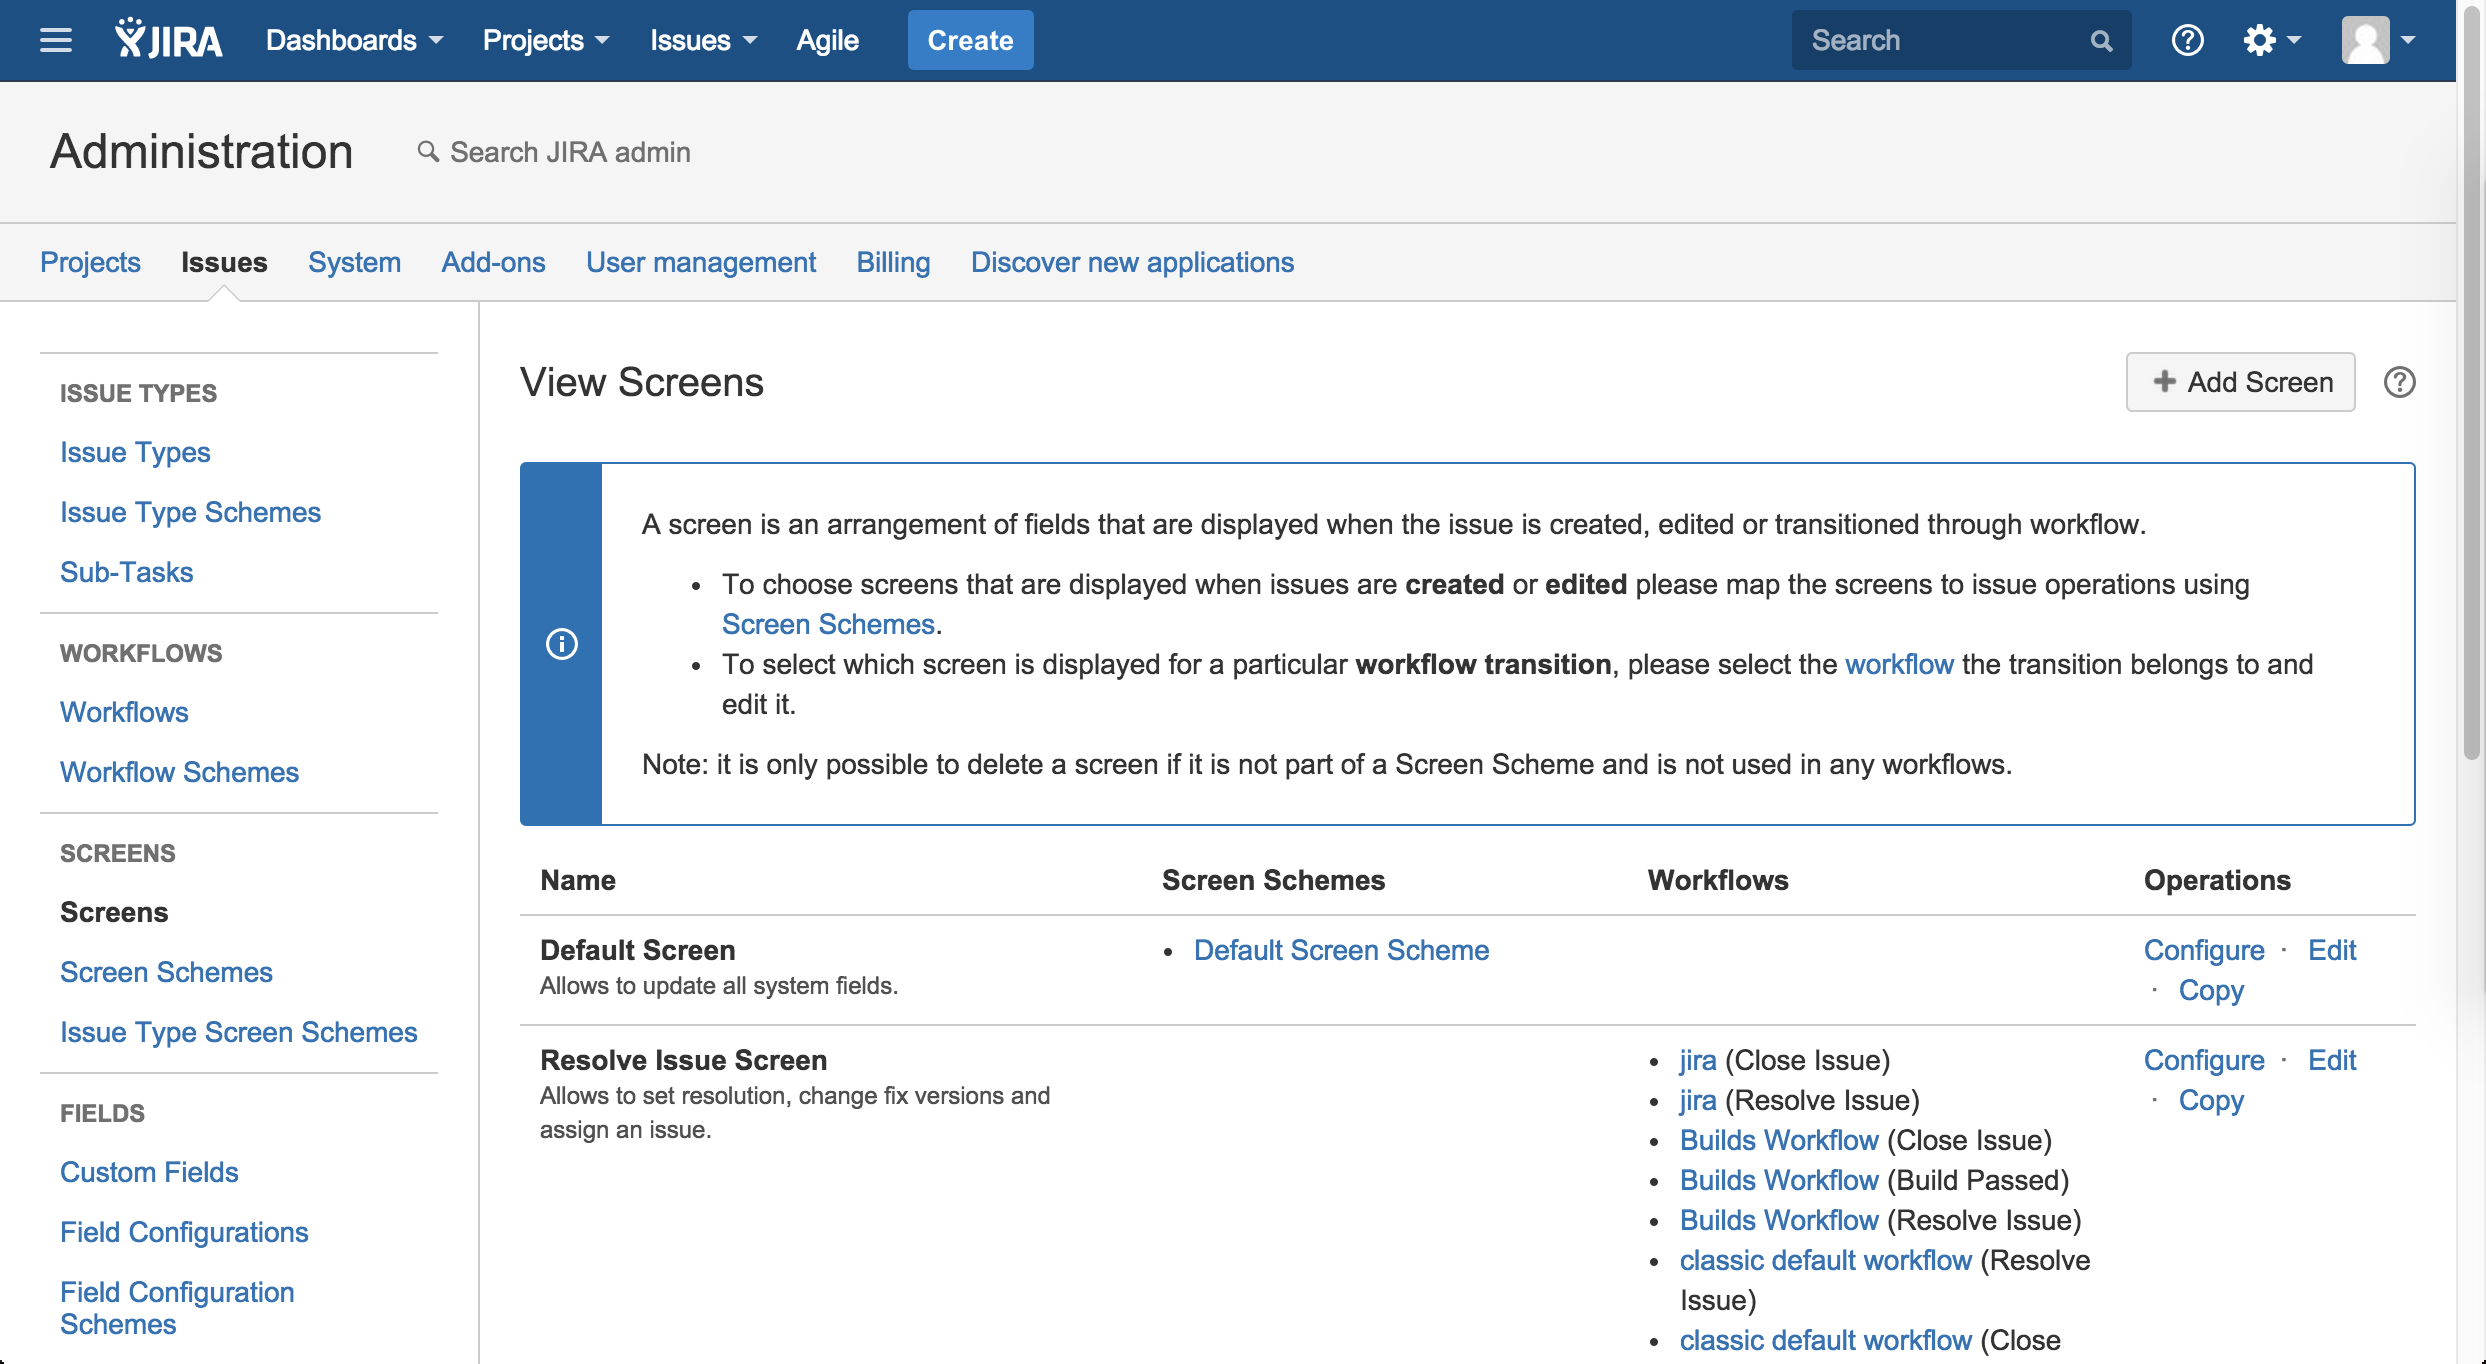 JIRA Dashboards Projects Issues Agile Create Search
Administration Search JIRA admin
Projects Issues System Add-ons User management Billing Discover new applications
ISSUE TYPES
Issue Types
Issue Type Schemes
Sub-Tasks
WORKFLOWS
Workflows
Workflow Schemes
SCREENS
Screens
Screen Schemes
Issue Type Screen Schemes
FIELDS
Custom Fields
Field Configurations
Field Configuration
Schemes
View Screens
Add Screen
A screen is an arrangement of fields that are displayed when the issue is created, edited or transitioned through workflow.
• To choose screens that are displayed when issues are created or edited please map the screens to issue operations using
Screen Schemes.
• To select which screen is displayed for a particular workflow transition, please select the workflow the transition belongs to and
edit it.
Note: it is only possible to delete a screen if it is not part of a Screen Scheme and is not used in any workflows.
Name Screen Schemes Workflows Operations
Default Screen
Allows to update all system fields.
• Default Screen Scheme
Configure · Edit
· Copy
Resolve Issue Screen
Allows to set resolution, change fix versions and
assign an issue.
• jira (Close Issue)
• jira (Resolve Issue)
• Builds Workflow (Close Issue)
• Builds Workflow (Build Passed)
• Builds Workflow (Resolve Issue)
• classic default workflow (Resolve
Issue)
• classic default workflow (Close
Configure · Edit
· Copy